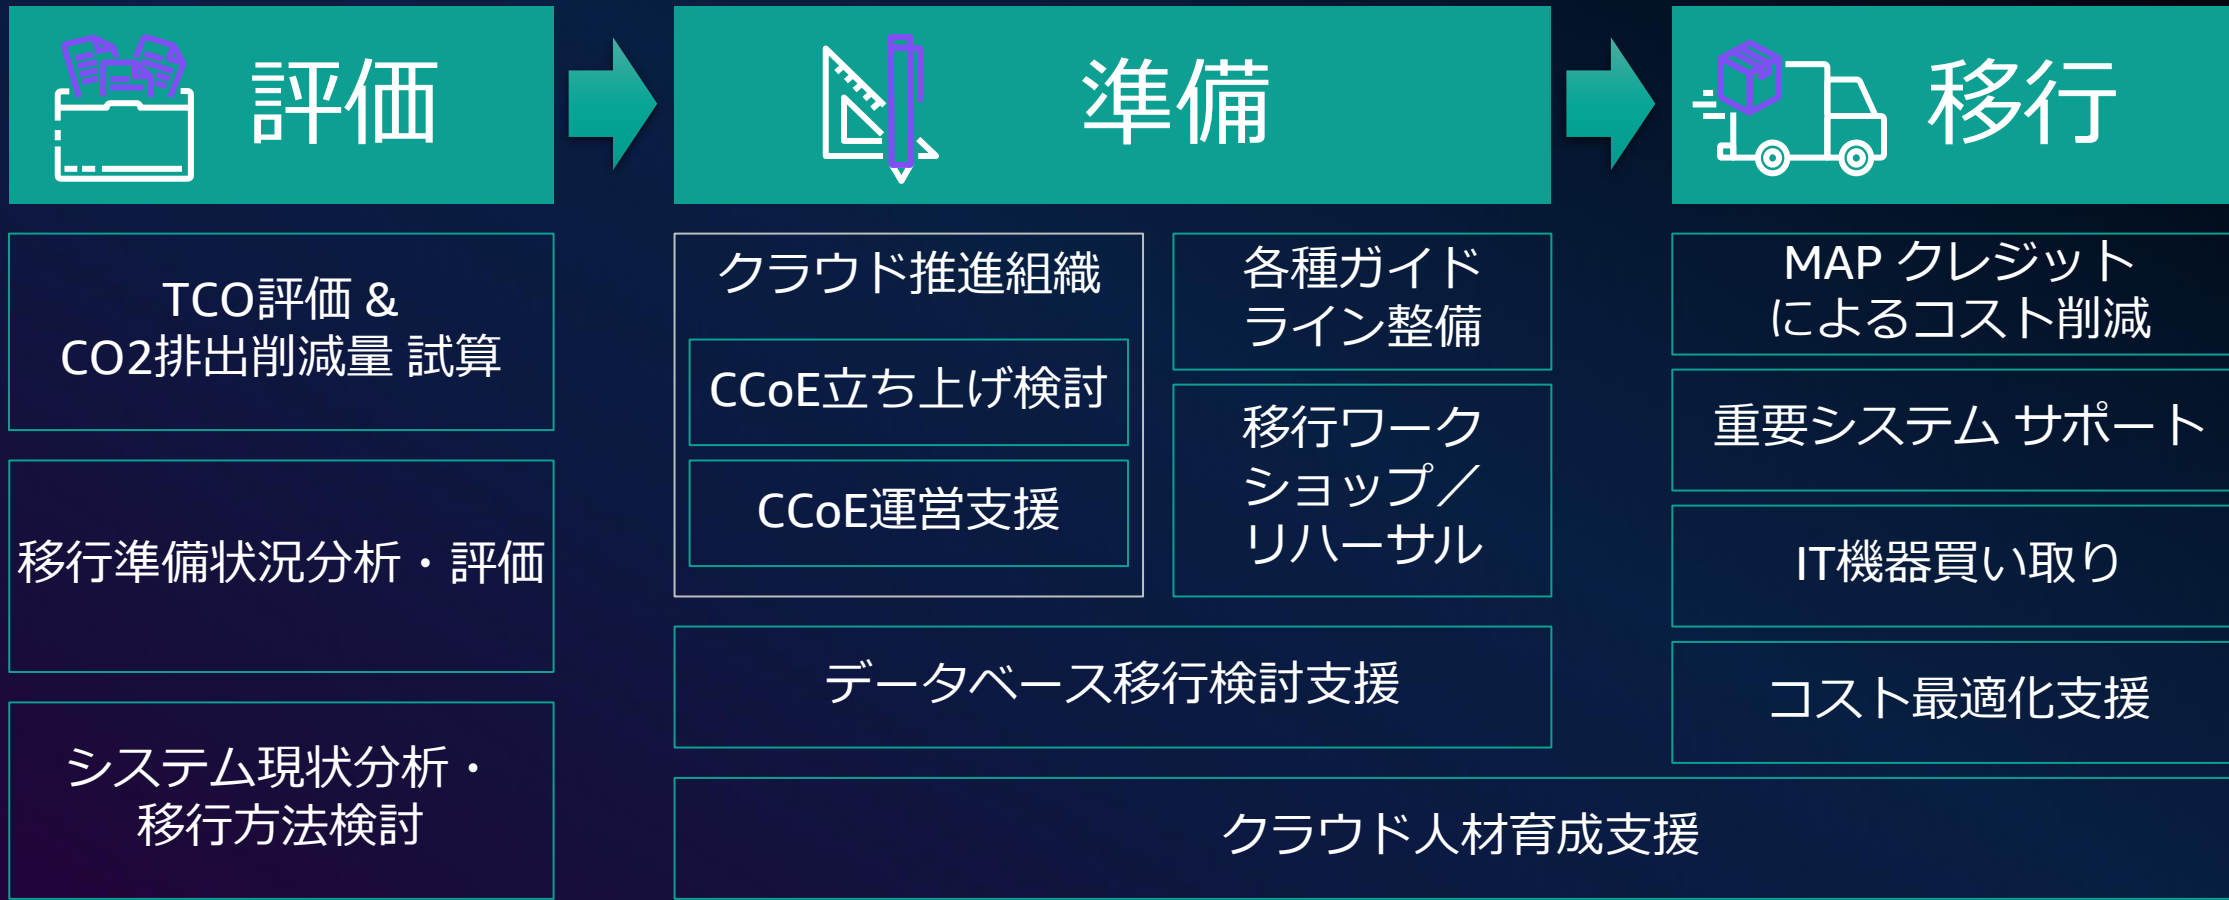 評価
準備
移行
TCO評価 &
CO2排出削減量 試算
移行準備状況分析・評価
システム現状分析・
移行方法検討
クラウド推進組織
CCoE立ち上げ検討
CCoE運営支援
各種ガイド
ライン整備
移行ワーク
ショップ／
リハーサル
データベース移行検討支援
MAP クレジット
によるコスト削減
重要システム サポート
IT機器買い取り
コスト最適化支援
クラウド人材育成支援